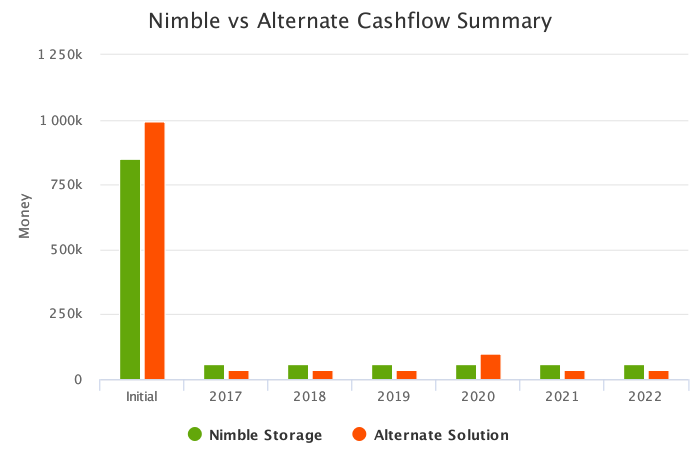 Nimble vs Alternate Cashflow Summary
1 250k
1 000k
750k
500k
250k
0
Money
Initial 2017 2018 2019 2020 2021 2022
Nimble Storage Alternate Solution